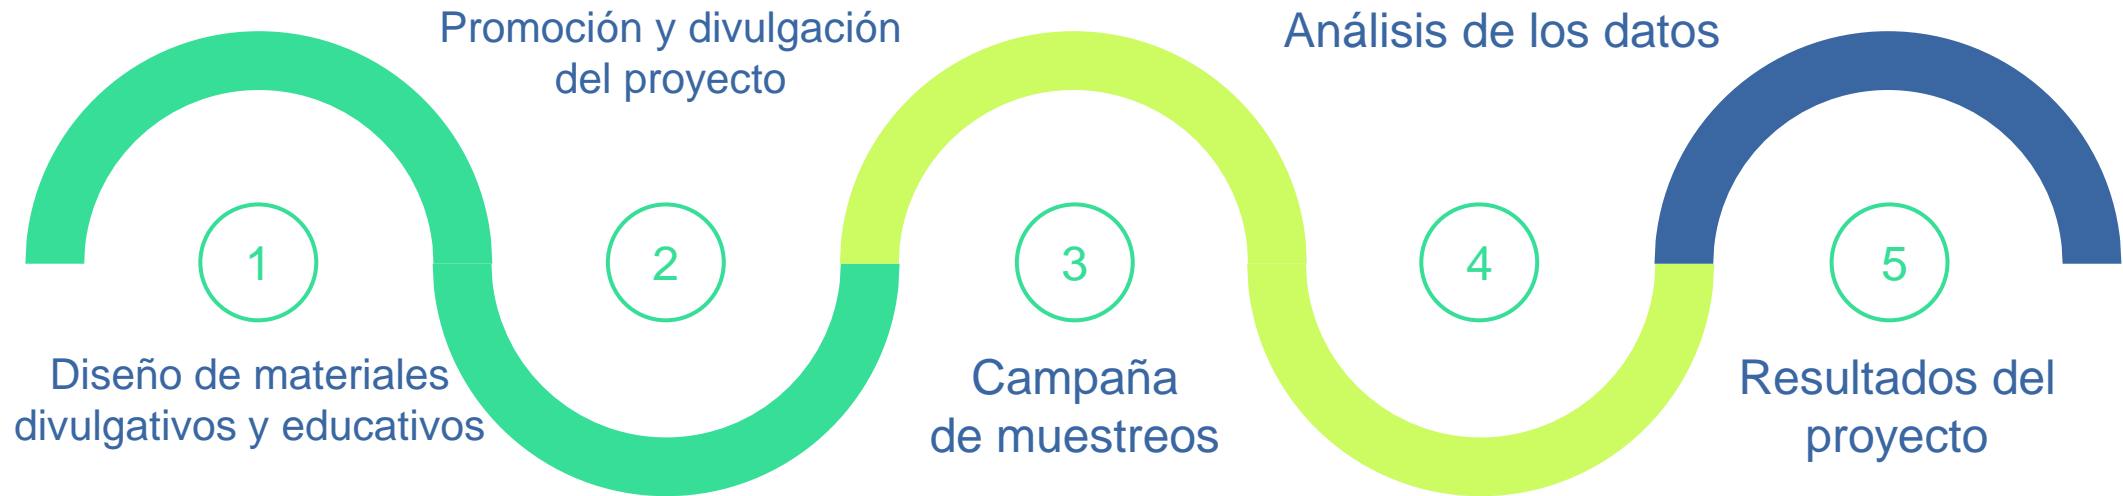 1
Diseño de materiales
divulgativos y educativos
Promoción y divulgación
del proyecto
2
3
Campaña
de muestreos
Análisis de los datos
4
5
Resultados del
proyecto